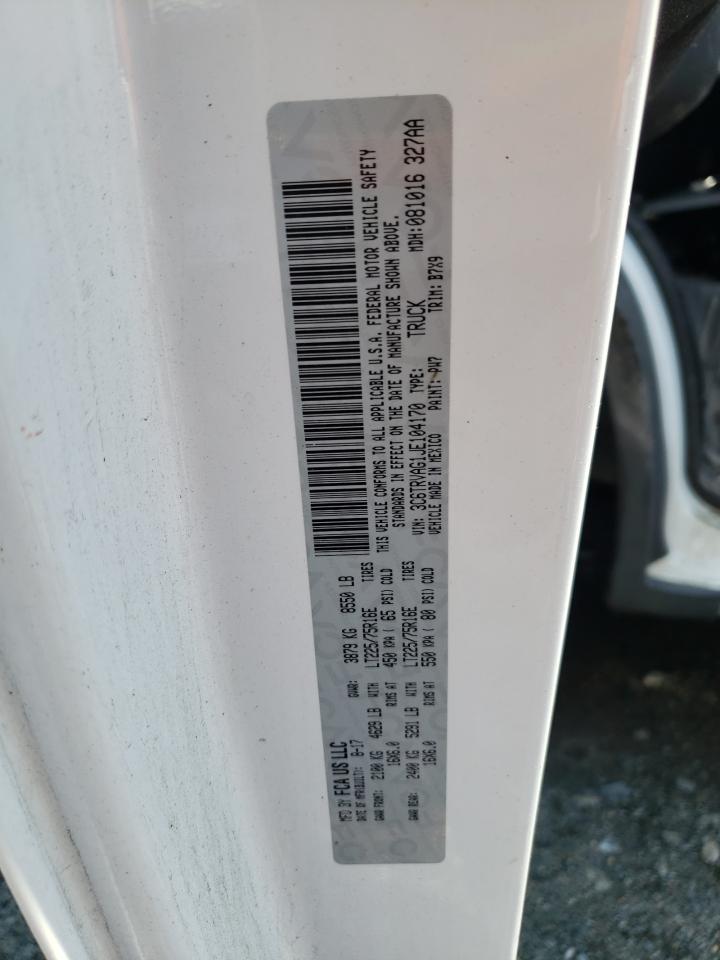 MFD BY FCA US LLC
DATE OF MFR(BUILT): 8-17 GVWR: 3879 KG 8550 LB
GAWR FRONT: 2100 KG 4629 LB WITH LT225/75R16E TIRES
16X6.0 RIMS AT 450 KPA ( 65 PSI) COLD
GAWR REAR: 2400 KG 5291 LB WITH LT225/75R16E TIRES
16X6.0 RIMS AT 550 KPA ( 80 PSI) COLD
THIS VEHICLE CONFORMS TO ALL APPLICABLE U.S.A. FEDERAL MOTOR VEHICLE SAFETY
STANDARDS IN EFFECT ON THE DATE OF MANUFACTURE SHOWN ABOVE.
VIN: 3C6TRVAG1JE104170 TYPE: TRUCK MDH:081016 327AA
VEHICLE MADE IN MEXICO PAINT: PW7 TRIM: B7X9